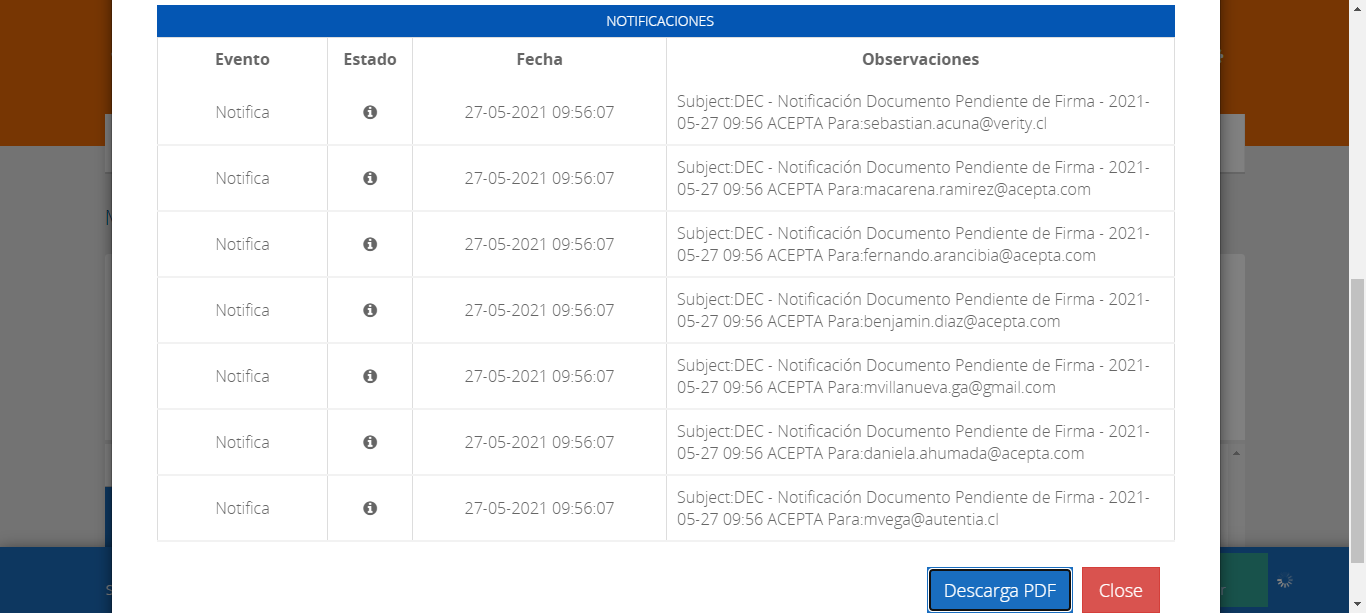 NOTIFICACIONES
Evento Estado Fecha Observaciones
Notifica 27-05-2021 09:56:07 Subject:DEC - Notificación Documento Pendiente de Firma - 2021-
05-27 09:56 ACEPTA Para:sebastian.acuna@verity.cl
Notifica 27-05-2021 09:56:07 Subject:DEC - Notificación Documento Pendiente de Firma - 2021-
05-27 09:56 ACEPTA Para:macarena.ramirez@acepta.com
Notifica 27-05-2021 09:56:07 Subject:DEC - Notificación Documento Pendiente de Firma - 2021-
05-27 09:56 ACEPTA Para:fernando.arancibia@acepta.com
Notifica 27-05-2021 09:56:07 Subject:DEC - Notificación Documento Pendiente de Firma - 2021-
05-27 09:56 ACEPTA Para:benjamin.diaz@acepta.com
Notifica 27-05-2021 09:56:07 Subject:DEC - Notificación Documento Pendiente de Firma - 2021-
05-27 09:56 ACEPTA Para:mvillanueva.ga@gmail.com
Notifica 27-05-2021 09:56:07 Subject:DEC - Notificación Documento Pendiente de Firma - 2021-
05-27 09:56 ACEPTA Para:daniela.ahumada@acepta.com
Notifica 27-05-2021 09:56:07 Subject:DEC - Notificación Documento Pendiente de Firma - 2021-
05-27 09:56 ACEPTA Para:mvega@autentia.cl
Descarga PDF Close